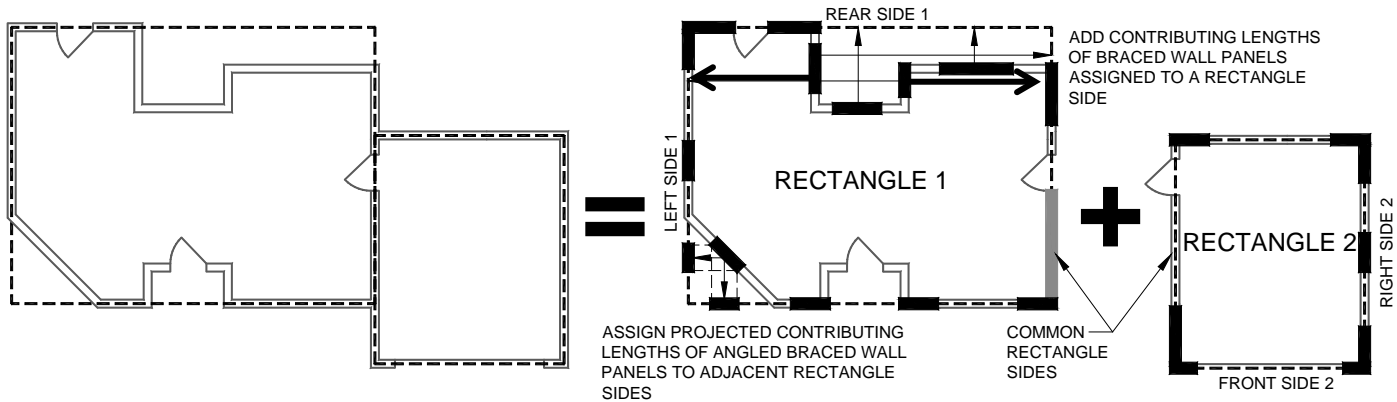 REAR SIDE 1
ADD CONTRIBUTING LENGTHS
OF BRACED WALL PANELS
ASSIGNED TO A RECTANGLE
SIDE
LEFT SIDE 1
RECTANGLE 1
RECTANGLE 2
RIGHT SIDE 2
ASSIGN PROJECTED CONTRIBUTING
LENGTHS OF ANGLED BRACED WALL
PANELS TO ADJACENT RECTANGLE
SIDES
COMMON
RECTANGLE
SIDES
FRONT SIDE 2